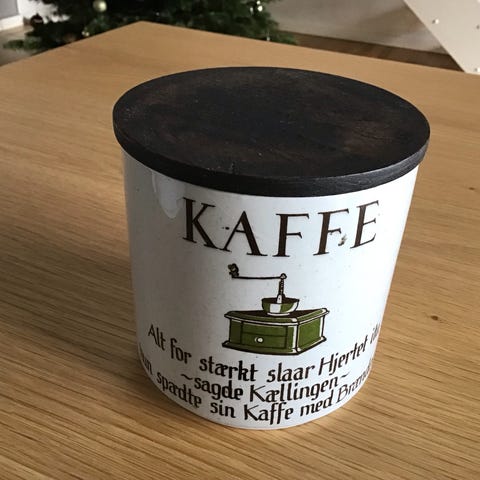 KAFFE
Alt for stærkt slaar Hjertet
~sagde Kællingen~
spædte sin Kaffe med